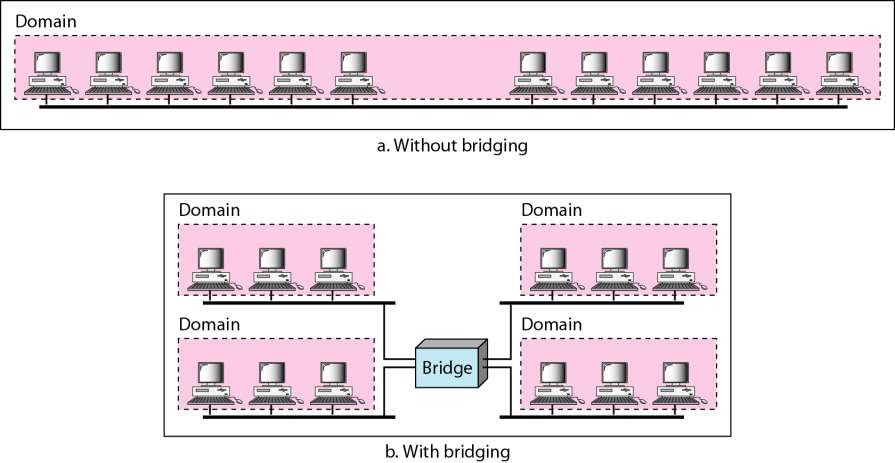 Domain
a. Without bridging
Domain
Domain
Domain
Domain
Bridge
b. With bridging